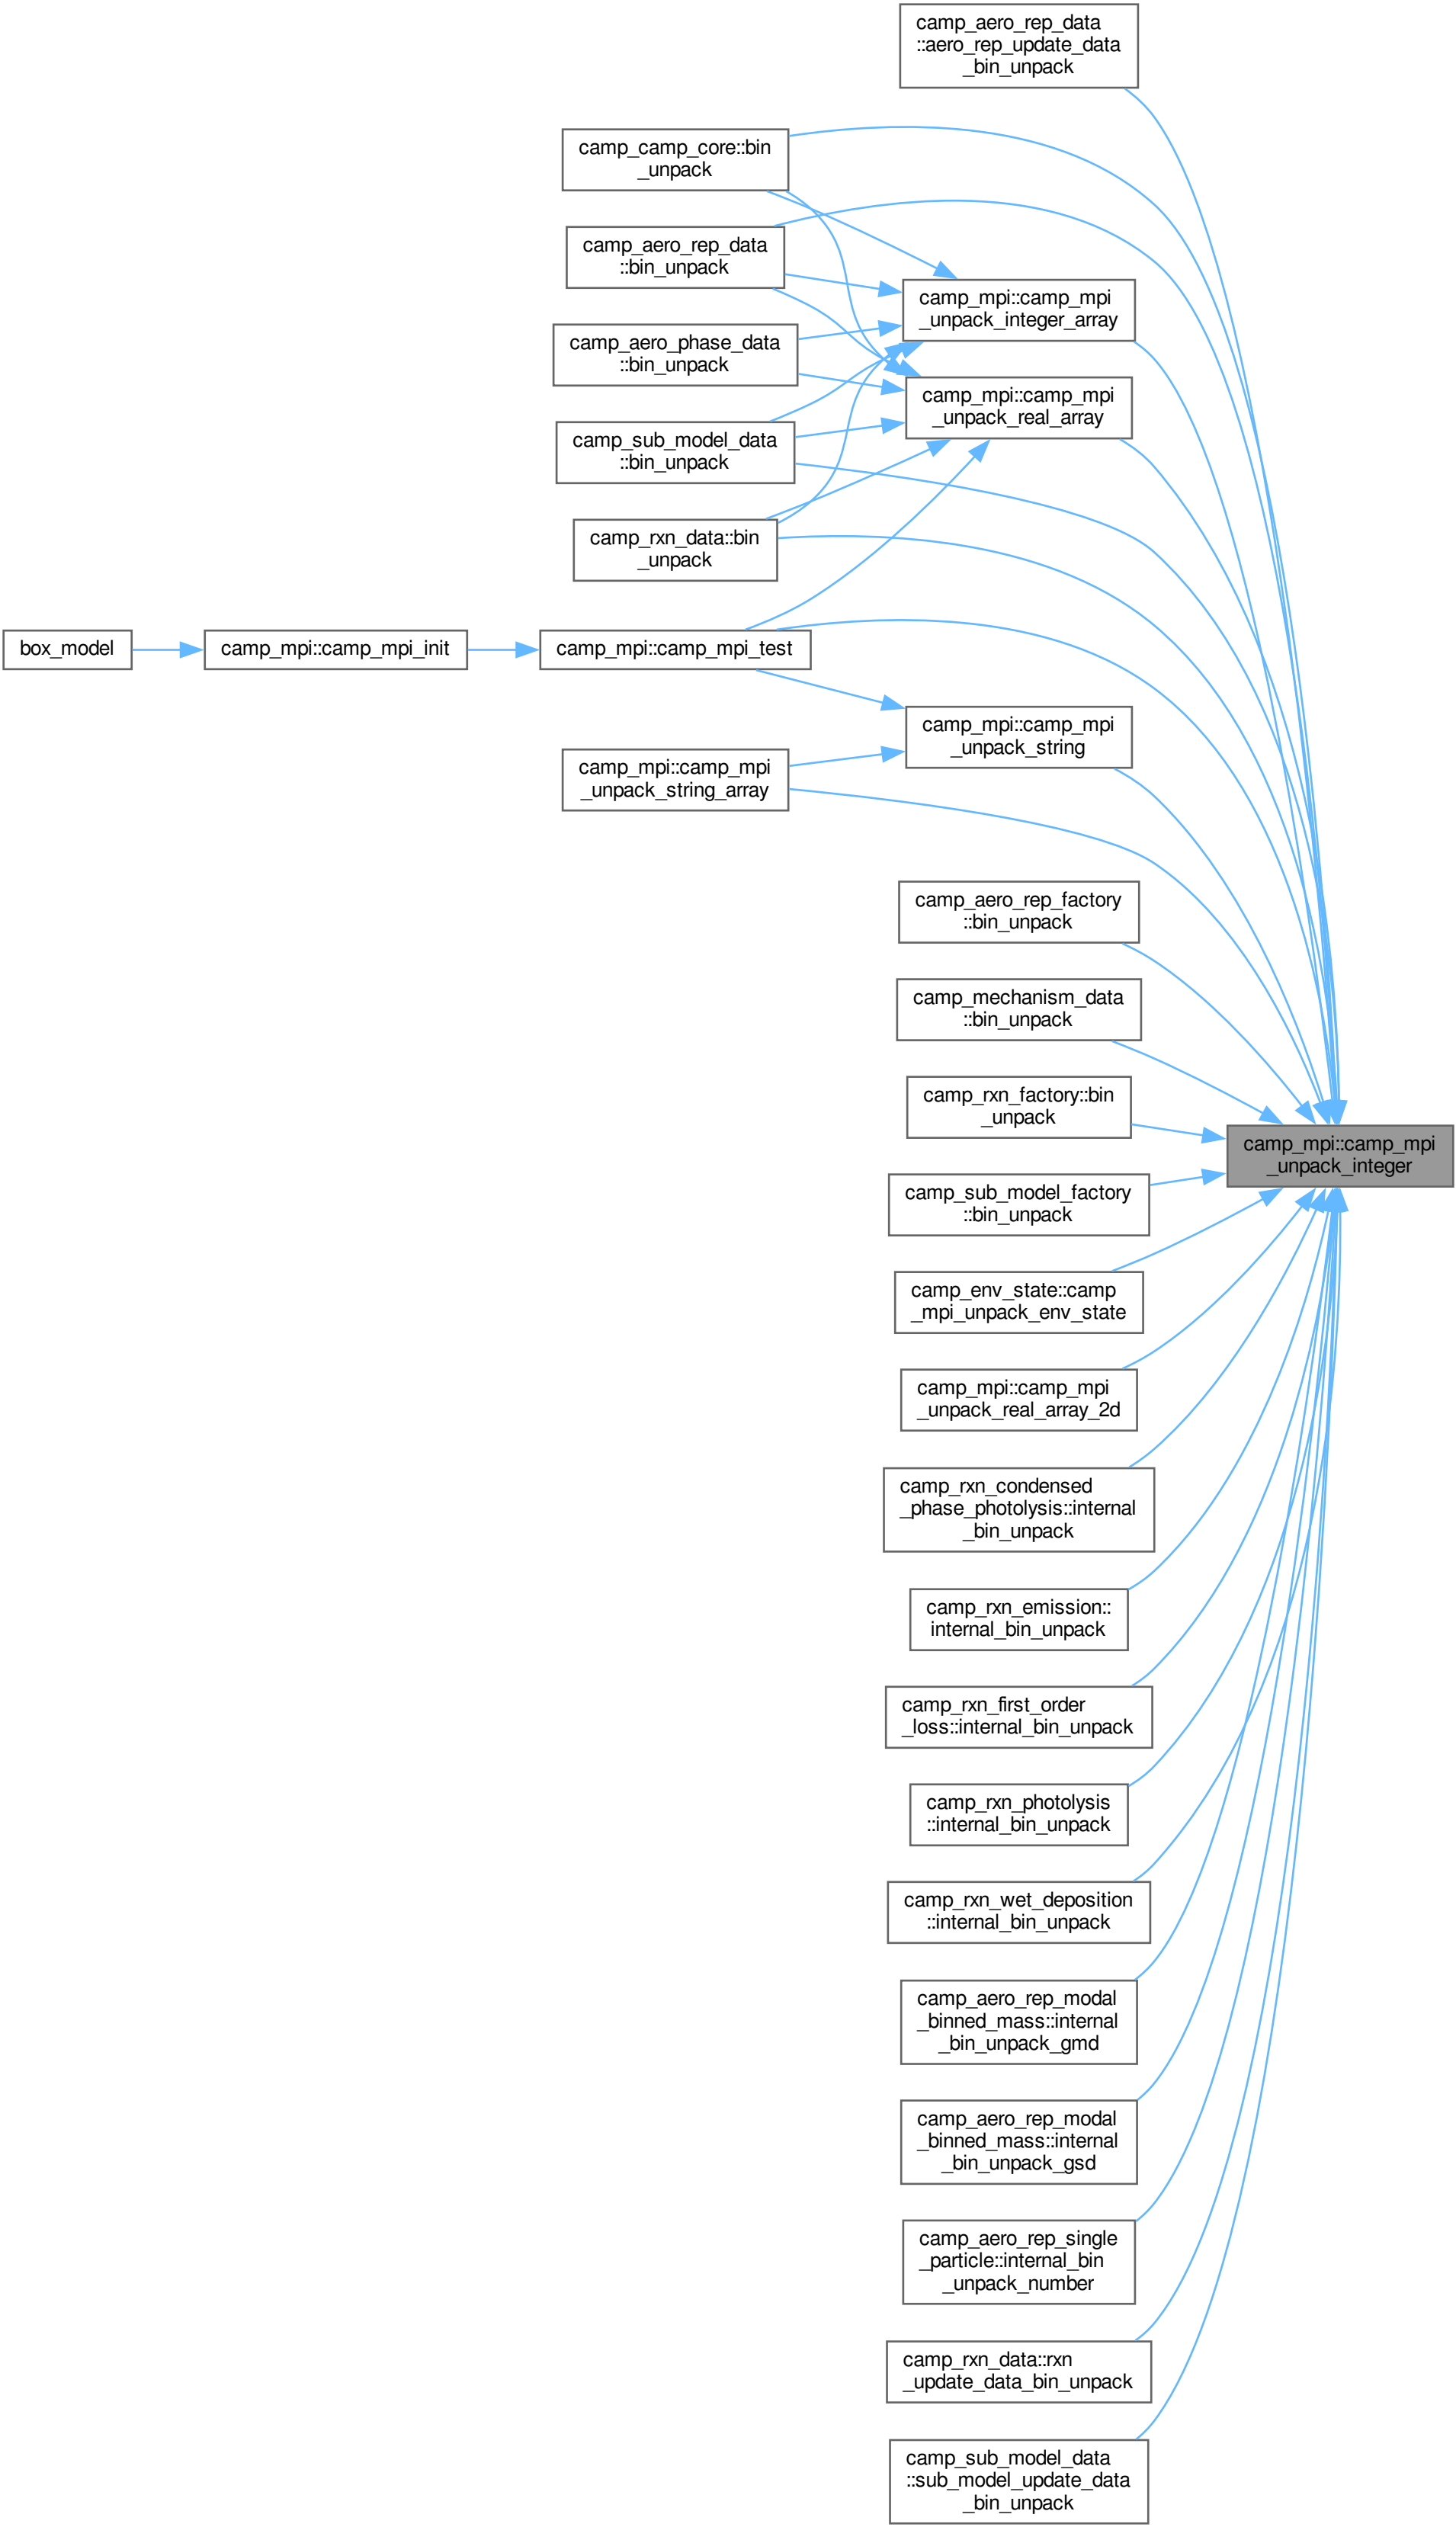 camp_aero_rep_data
::aero_rep_update_data
_bin_unpack
camp_camp_core::bin
_unpack
camp_aero_rep_data
::bin_unpack
camp_mpi::camp_mpi
_unpack_integer_array
camp_aero_phase_data
::bin_unpack
camp_mpi::camp_mpi
_unpack_real_array
camp_sub_model_data
::bin_unpack
camp_rxn_data::bin
_unpack
box_model
camp_mpi::camp_mpi_init
camp_mpi::camp_mpi_test
camp_mpi::camp_mpi
_unpack_string
camp_mpi::camp_mpi
_unpack_string_array
camp_aero_rep_factory
::bin_unpack
camp_mechanism_data
::bin_unpack
camp_rxn_factory::bin
_unpack
camp_mpi::camp_mpi
_unpack_integer
camp_sub_model_factory
::bin_unpack
camp_env_state::camp
_mpi_unpack_env_state
camp_mpi::camp_mpi
_unpack_real_array_2d
camp_rxn_condensed
_phase_photolysis::internal
_bin_unpack
camp_rxn_emission::
internal_bin_unpack
camp_rxn_first_order
_loss::internal_bin_unpack
camp_rxn_photolysis
::internal_bin_unpack
camp_rxn_wet_deposition
::internal_bin_unpack
camp_aero_rep_modal
_binned_mass::internal
_bin_unpack_gmd
camp_aero_rep_modal
_binned_mass::internal
_bin_unpack_gsd
camp_aero_rep_single
_particle::internal_bin
_unpack_number
camp_rxn_data::rxn
_update_data_bin_unpack
camp_sub_model_data
::sub_model_update_data
_bin_unpack